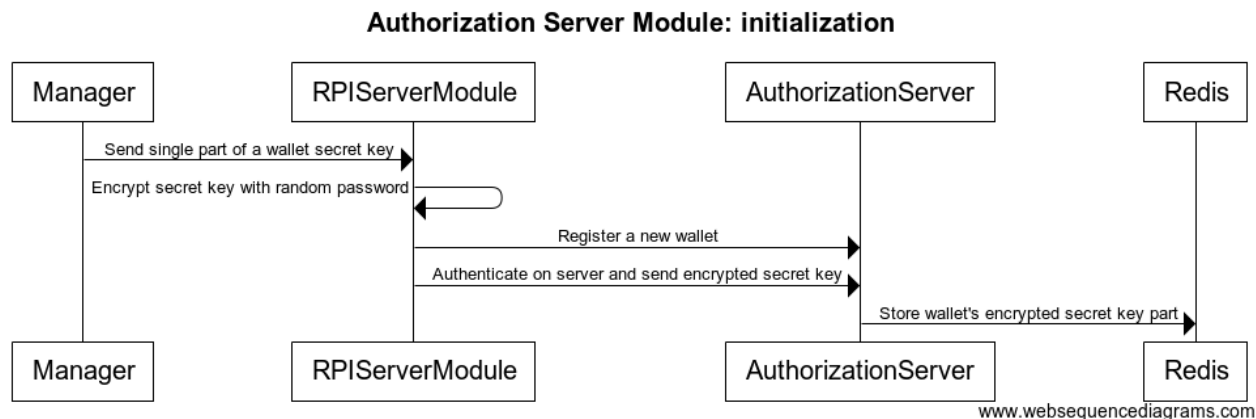 Authorization Server Module: initialization
Manager
RPIServerModule
AuthorizationServer
Redis
Send single part of a wallet secret key
Encrypt secret key with random password
Register a new wallet
Authenticate on server and send encrypted secret key
Store wallet's encrypted secret key part
Manager
RPIServerModule
AuthorizationServer
Redis
www.websequencediagrams.com